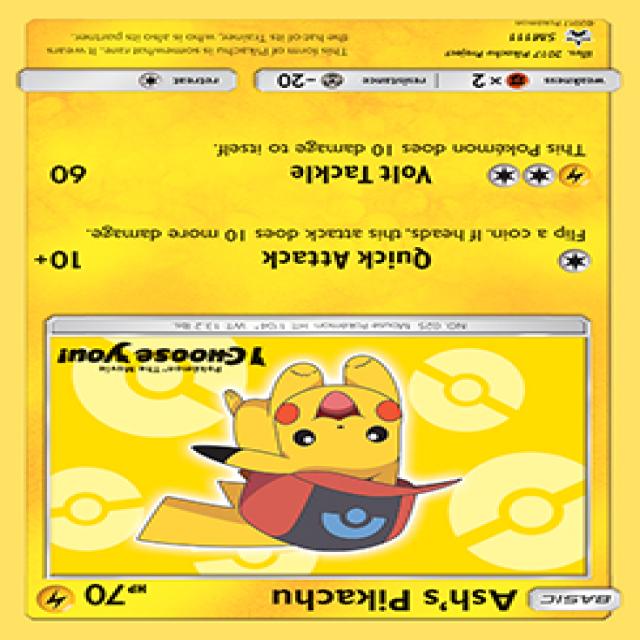 BASIC Ash's Pikachu HP 70
Pokémon The Movie
I Choose You!
NO. 025 Mouse Pokémon HT: 1'04" WT: 13.2 lbs.
Quick Attack 10+
Flip a coin. If heads, this attack does 10 more damage.
Volt Tackle 60
This Pokémon does 10 damage to itself.
weakness ×2 resistance -20 retreat
Illus. 2017 Pikachu Project
SM111
©2017 Pokémon
This form of Pikachu is somewhat rare. It wears
the hat of its Trainer, who is also its partner.